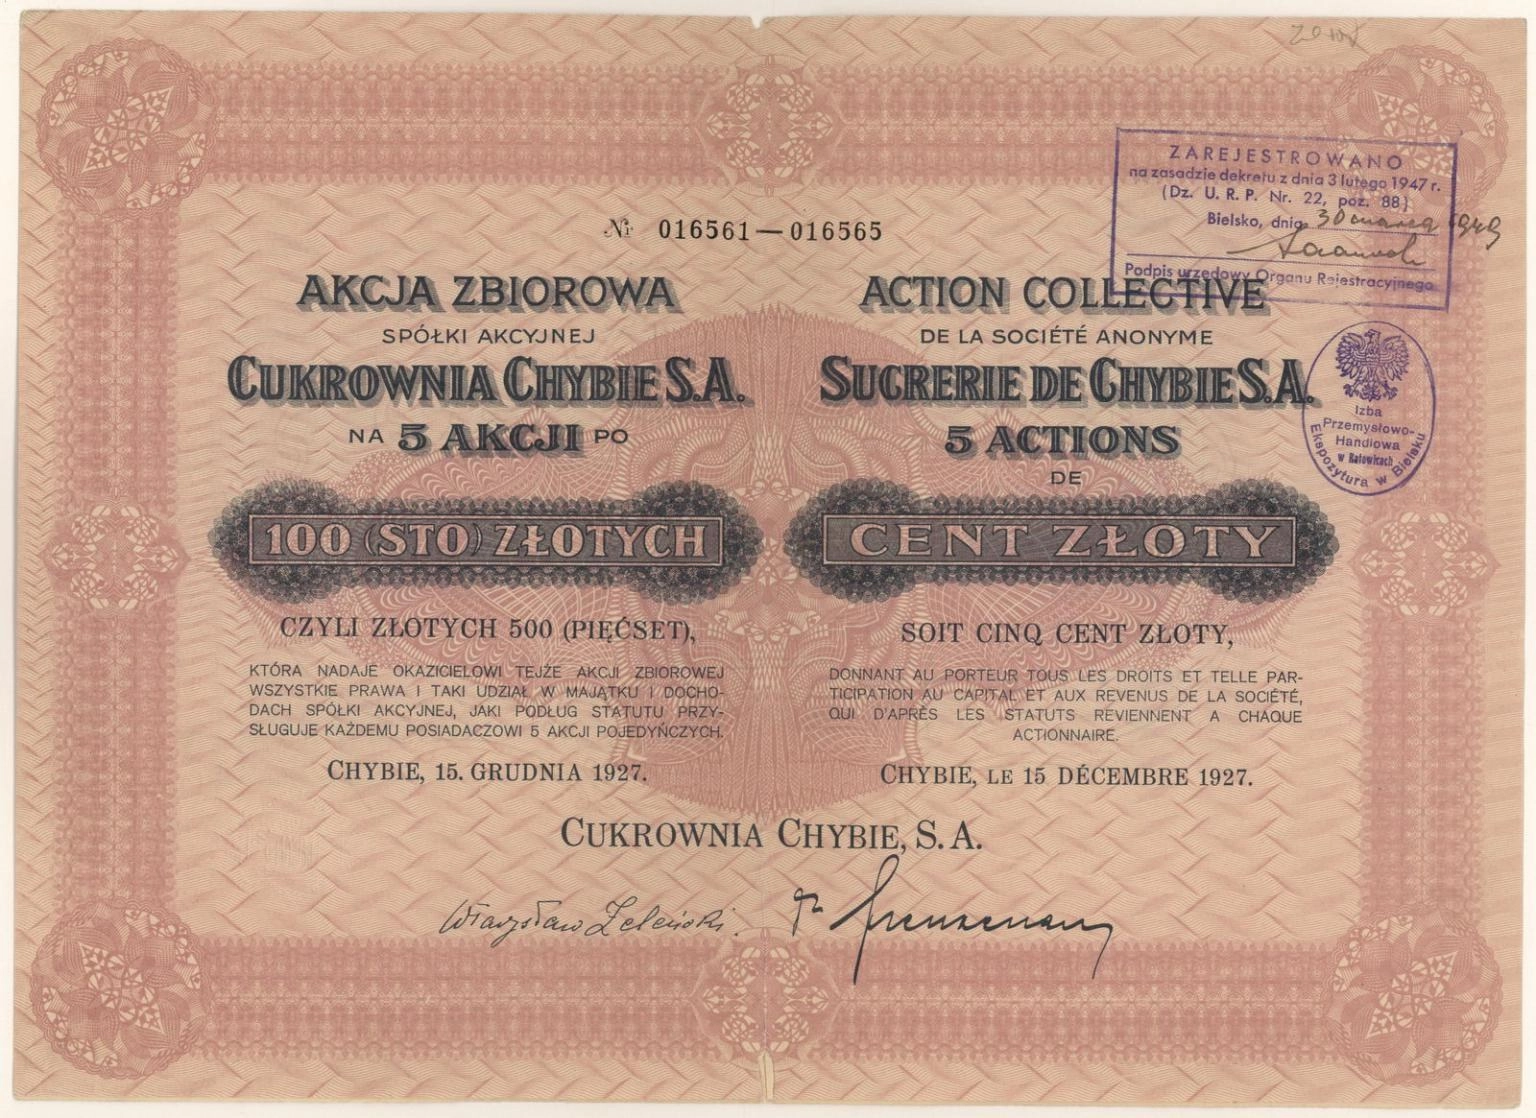 № 016561—016565
AKCJA ZBIOROWA
SPÓŁKI AKCYJNEJ
CUKROWNIA CHYBIE S.A.
NA 5 AKCJI PO
100 (STO) ZŁOTYCH
CZYLI ZŁOTYCH 500 (PIĘĆSET),
KTÓRA NADAJE OKAZICIELOWI TEJŻE AKCJI ZBIOROWEJ
WSZYSTKIE PRAWA I TAKI UDZIAŁ W MAJĄTKU I DOCHO-
DACH SPÓŁKI AKCYJNEJ, JAKI PODŁUG STATUTU PRZY-
SŁUGUJE KAŻDEMU POSIADACZOWI 5 AKCJI POJEDYŃCZYCH.
CHYBIE, 15. GRUDNIA 1927.
ACTION COLLECTIVE
DE LA SOCIÉTÉ ANONYME
SUCRERIE DE CHYBIE S.A.
5 ACTIONS
DE
CENT ZŁOTY
SOIT CINQ CENT ZŁOTY,
DONNANT AU PORTEUR TOUS LES DROITS ET TELLE PAR-
TICIPATION AU CAPITAL ET AUX REVENUS DE LA SOCIÉTÉ,
QUI D'APRÈS LES STATUTS REVIENNENT A CHAQUE
ACTIONNAIRE.
CHYBIE, LE 15 DÉCEMBRE 1927.
CUKROWNIA CHYBIE, S.A.
Władysław Zeleński.
ZAREJESTROWANO
na zasadzie dekretu z dnia 3 lutego 1947 r.
(Dz. U. R. P. Nr. 22, poz. 88)
Bielsko, dnia 30 marca 1949
Podpis urzędowy Organu Rejestracyjnego
Izba
Przemysłowo-
Handlowa
w Katowicach
Ekspozytura w Bielsku